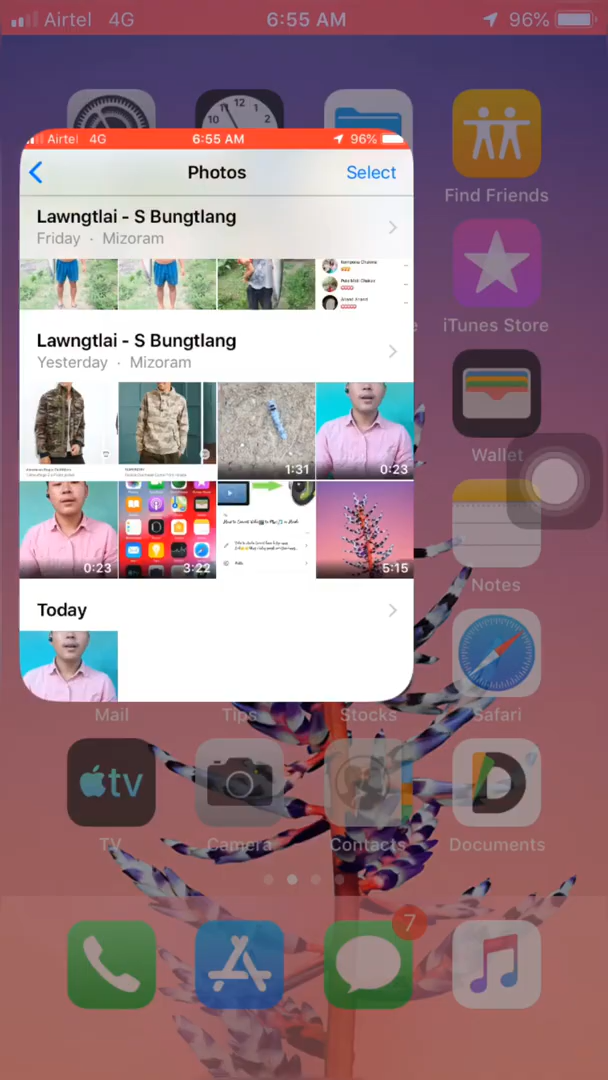 Airtel 4G 6:55 AM 96%
Airtel 4G 6:55 AM 96%
Photos Select
Lawngtlai - S Bungtlang
Friday · Mizoram
Lawngtlai - S Bungtlang
Yesterday · Mizoram
1:31 0:23
0:23 3:22 5:15
Today
Find Friends
iTunes Store
Wallet
Notes
Mail Tips Stocks Safari
tv
TV Camera Contacts Documents
7